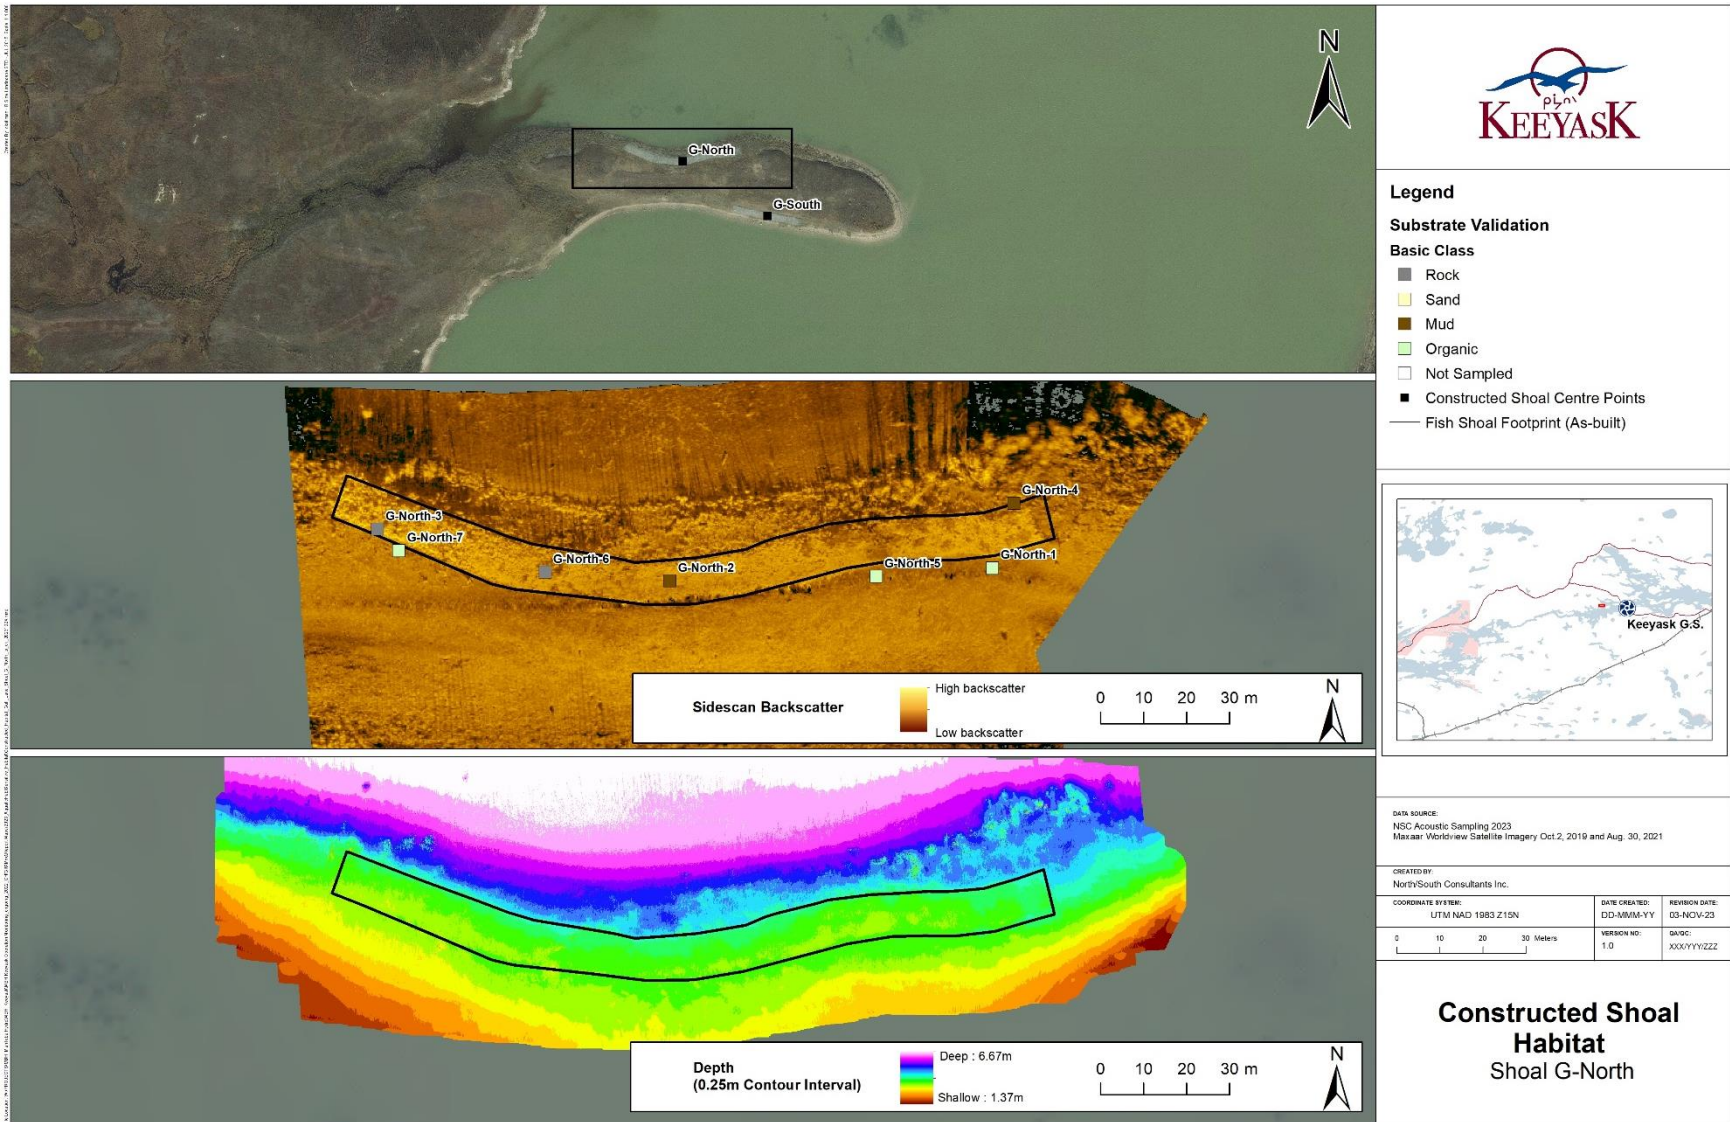 N
G-North
G-South
G-North-4
G-North-3
G-North-7
G-North-6
G-North-2
G-North-5
G-North-1
Sidescan Backscatter
High backscatter
Low backscatter
0 10 20 30 m
N
Depth
(0.25m Contour Interval)
Deep : 6.67m
Shallow : 1.37m
0 10 20 30 m
N
ᑭᓯᐢ
KEEYASK
Legend
Substrate Validation
Basic Class
Rock
Sand
Mud
Organic
Not Sampled
Constructed Shoal Centre Points
Fish Shoal Footprint (As-built)
Keeyask G.S.
DATA SOURCE:
NSC Acoustic Sampling 2023
Maxaar Worldview Satellite Imagery Oct.2, 2019 and Aug. 30, 2021
CREATED BY:
North/South Consultants Inc.
COORDINATE SYSTEM:
UTM NAD 1983 Z15N
DATE CREATED:
DD-MMM-YY
REVISION DATE:
03-NOV-23
0 10 20 30 Meters
VERSION NO:
1.0
QA/QC:
XXX/YYY/ZZZ
Constructed Shoal
Habitat
Shoal G-North